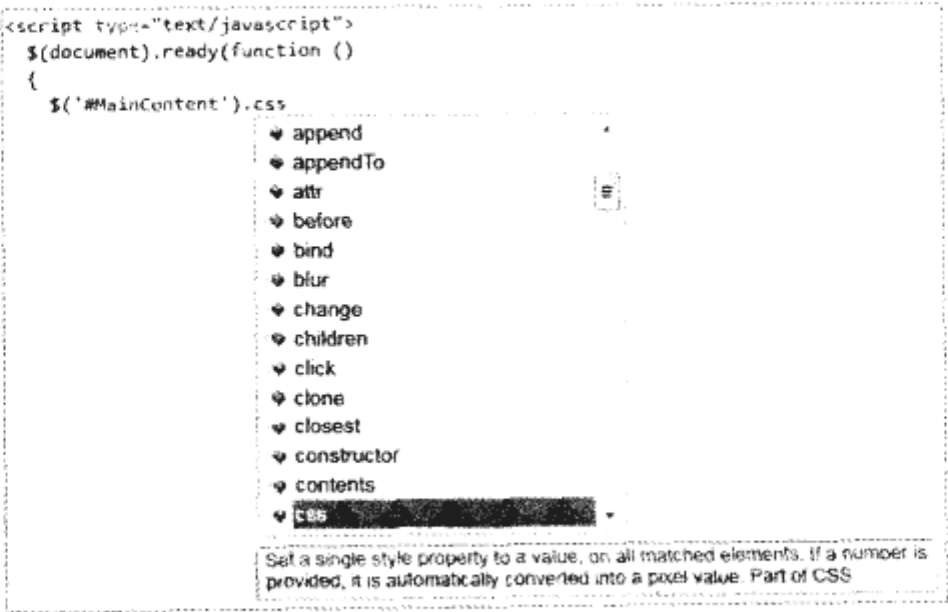 <script type="text/javascript">
$(document).ready(function ()
{
$('#MainContent').css
append
appendTo
attr
before
bind
blur
change
children
click
clone
closest
constructor
contents
css
Set a single style property to a value, on all matched elements. If a number is
provided, it is automatically converted into a pixel value. Part of CSS